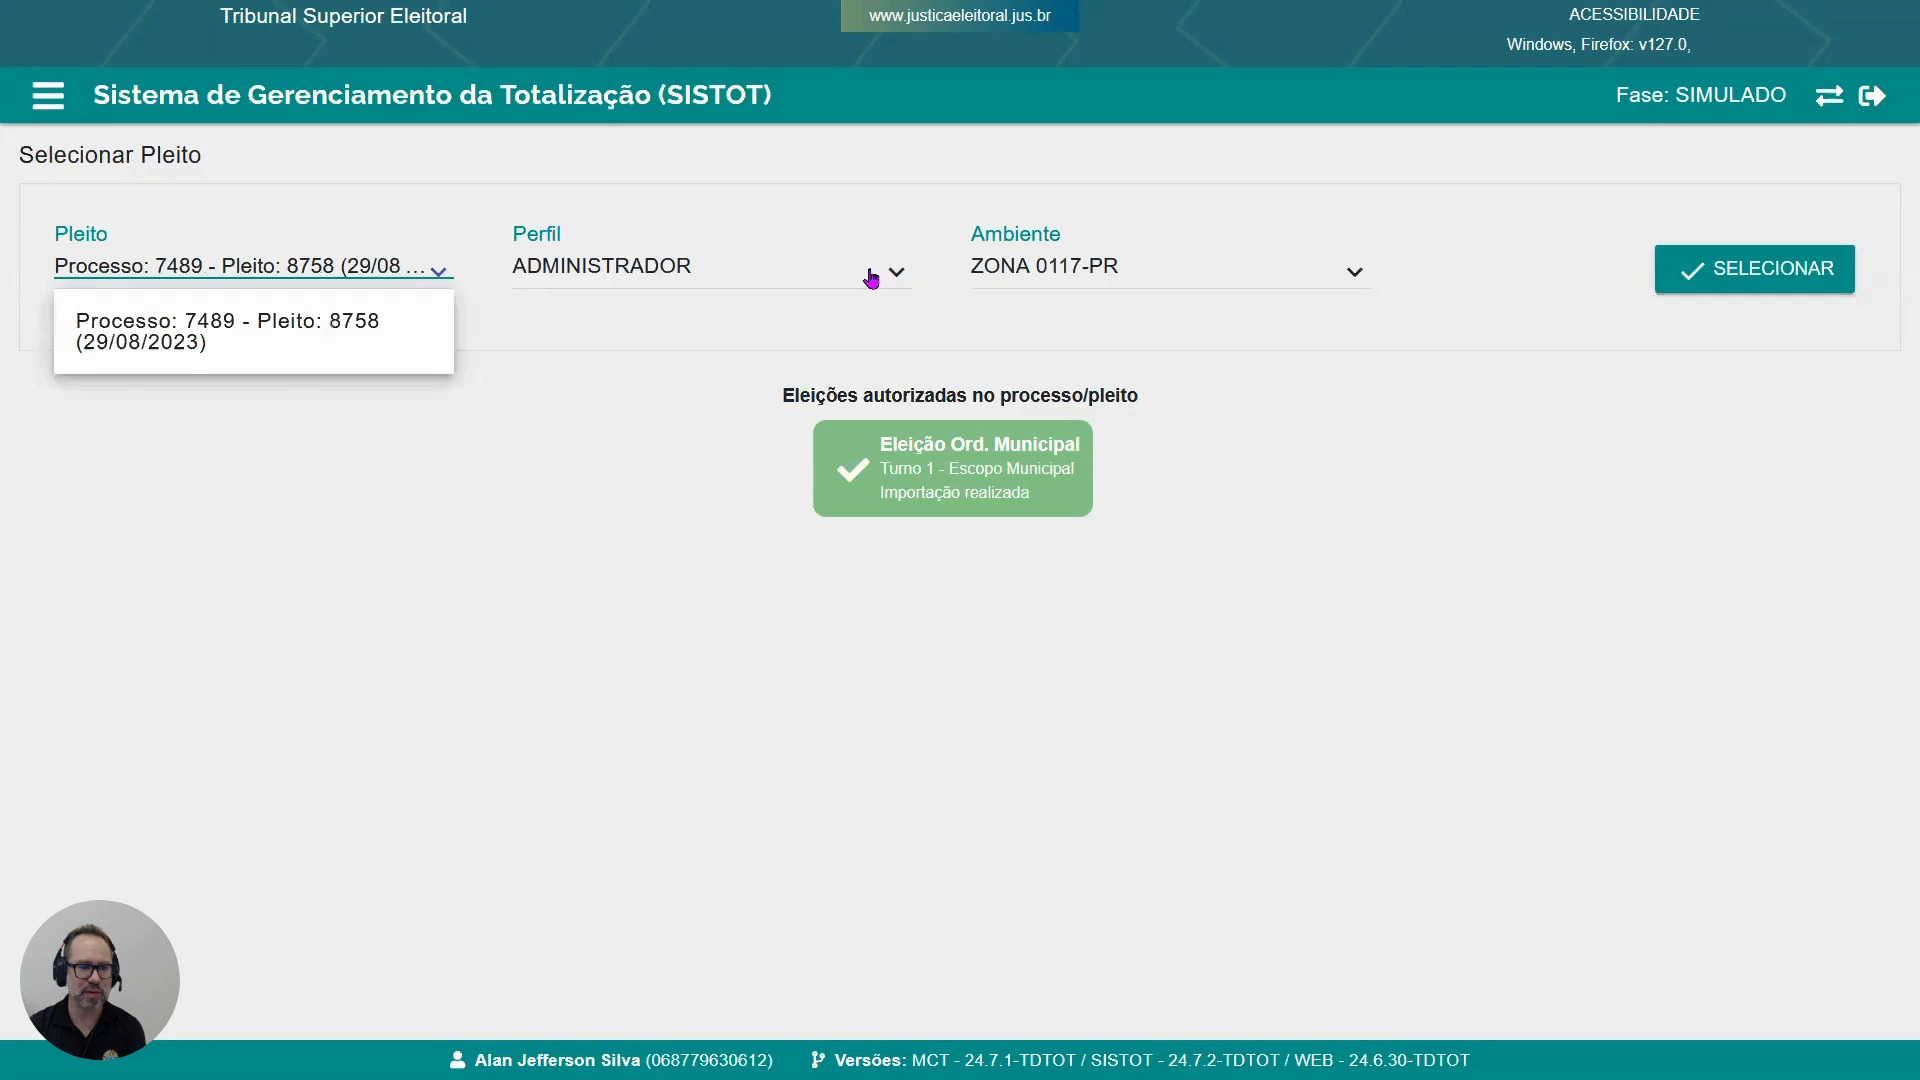 Tribunal Superior Eleitoral
www.justicaeleitoral.jus.br
ACESSIBILIDADE
Windows, Firefox: v127.0,
Sistema de Gerenciamento da Totalização (SISTOT)
Fase: SIMULADO
Selecionar Pleito
Pleito
Processo: 7489 - Pleito: 8758 (29/08 ...
Perfil
ADMINISTRADOR
Ambiente
ZONA 0117-PR
SELECIONAR
Processo: 7489 - Pleito: 8758
(29/08/2023)
Eleições autorizadas no processo/pleito
Eleição Ord. Municipal
Turno 1 - Escopo Municipal
Importação realizada
Alan Jefferson Silva (068779630612)
Versões: MCT - 24.7.1-TDTOT / SISTOT - 24.7.2-TDTOT / WEB - 24.6.30-TDTOT